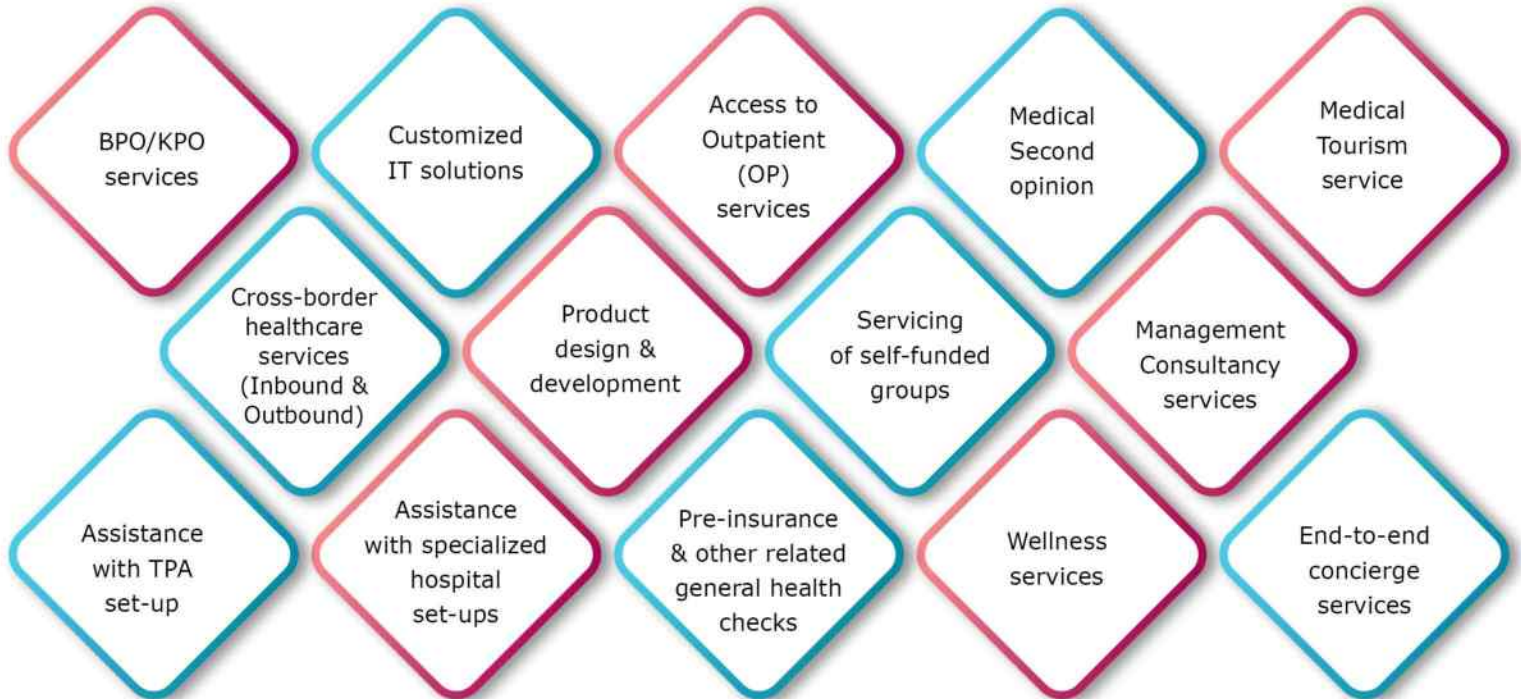 BPO/KPO
services
Customized
IT solutions
Access to
Outpatient
(OP)
services
Medical
Second
opinion
Medical
Tourism
service
Cross-border
healthcare
services
(Inbound &
Outbound)
Product
design &
development
Servicing
of self-funded
groups
Management
Consultancy
services
Assistance
with TPA
set-up
Assistance
with specialized
hospital
set-ups
Pre-insurance
& other related
general health
checks
Wellness
services
End-to-end
concierge
services